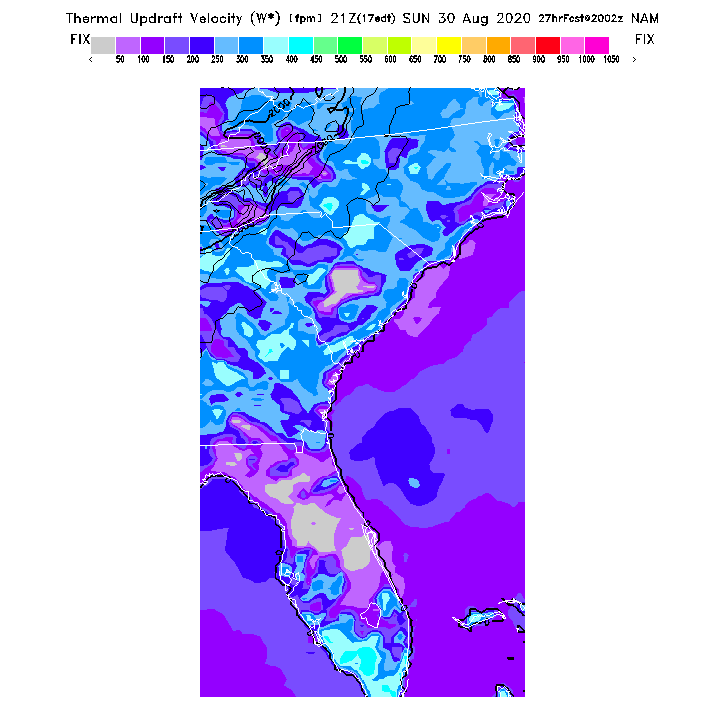 Thermal Updraft Velocity (W*) [fpm] 21Z(17edt) SUN 30 Aug 2020 27hrFcst@2002z NAM
FIX FIX
< 50 100 150 200 250 300 350 400 450 500 550 600 650 700 750 800 850 900 950 1000 1050 >